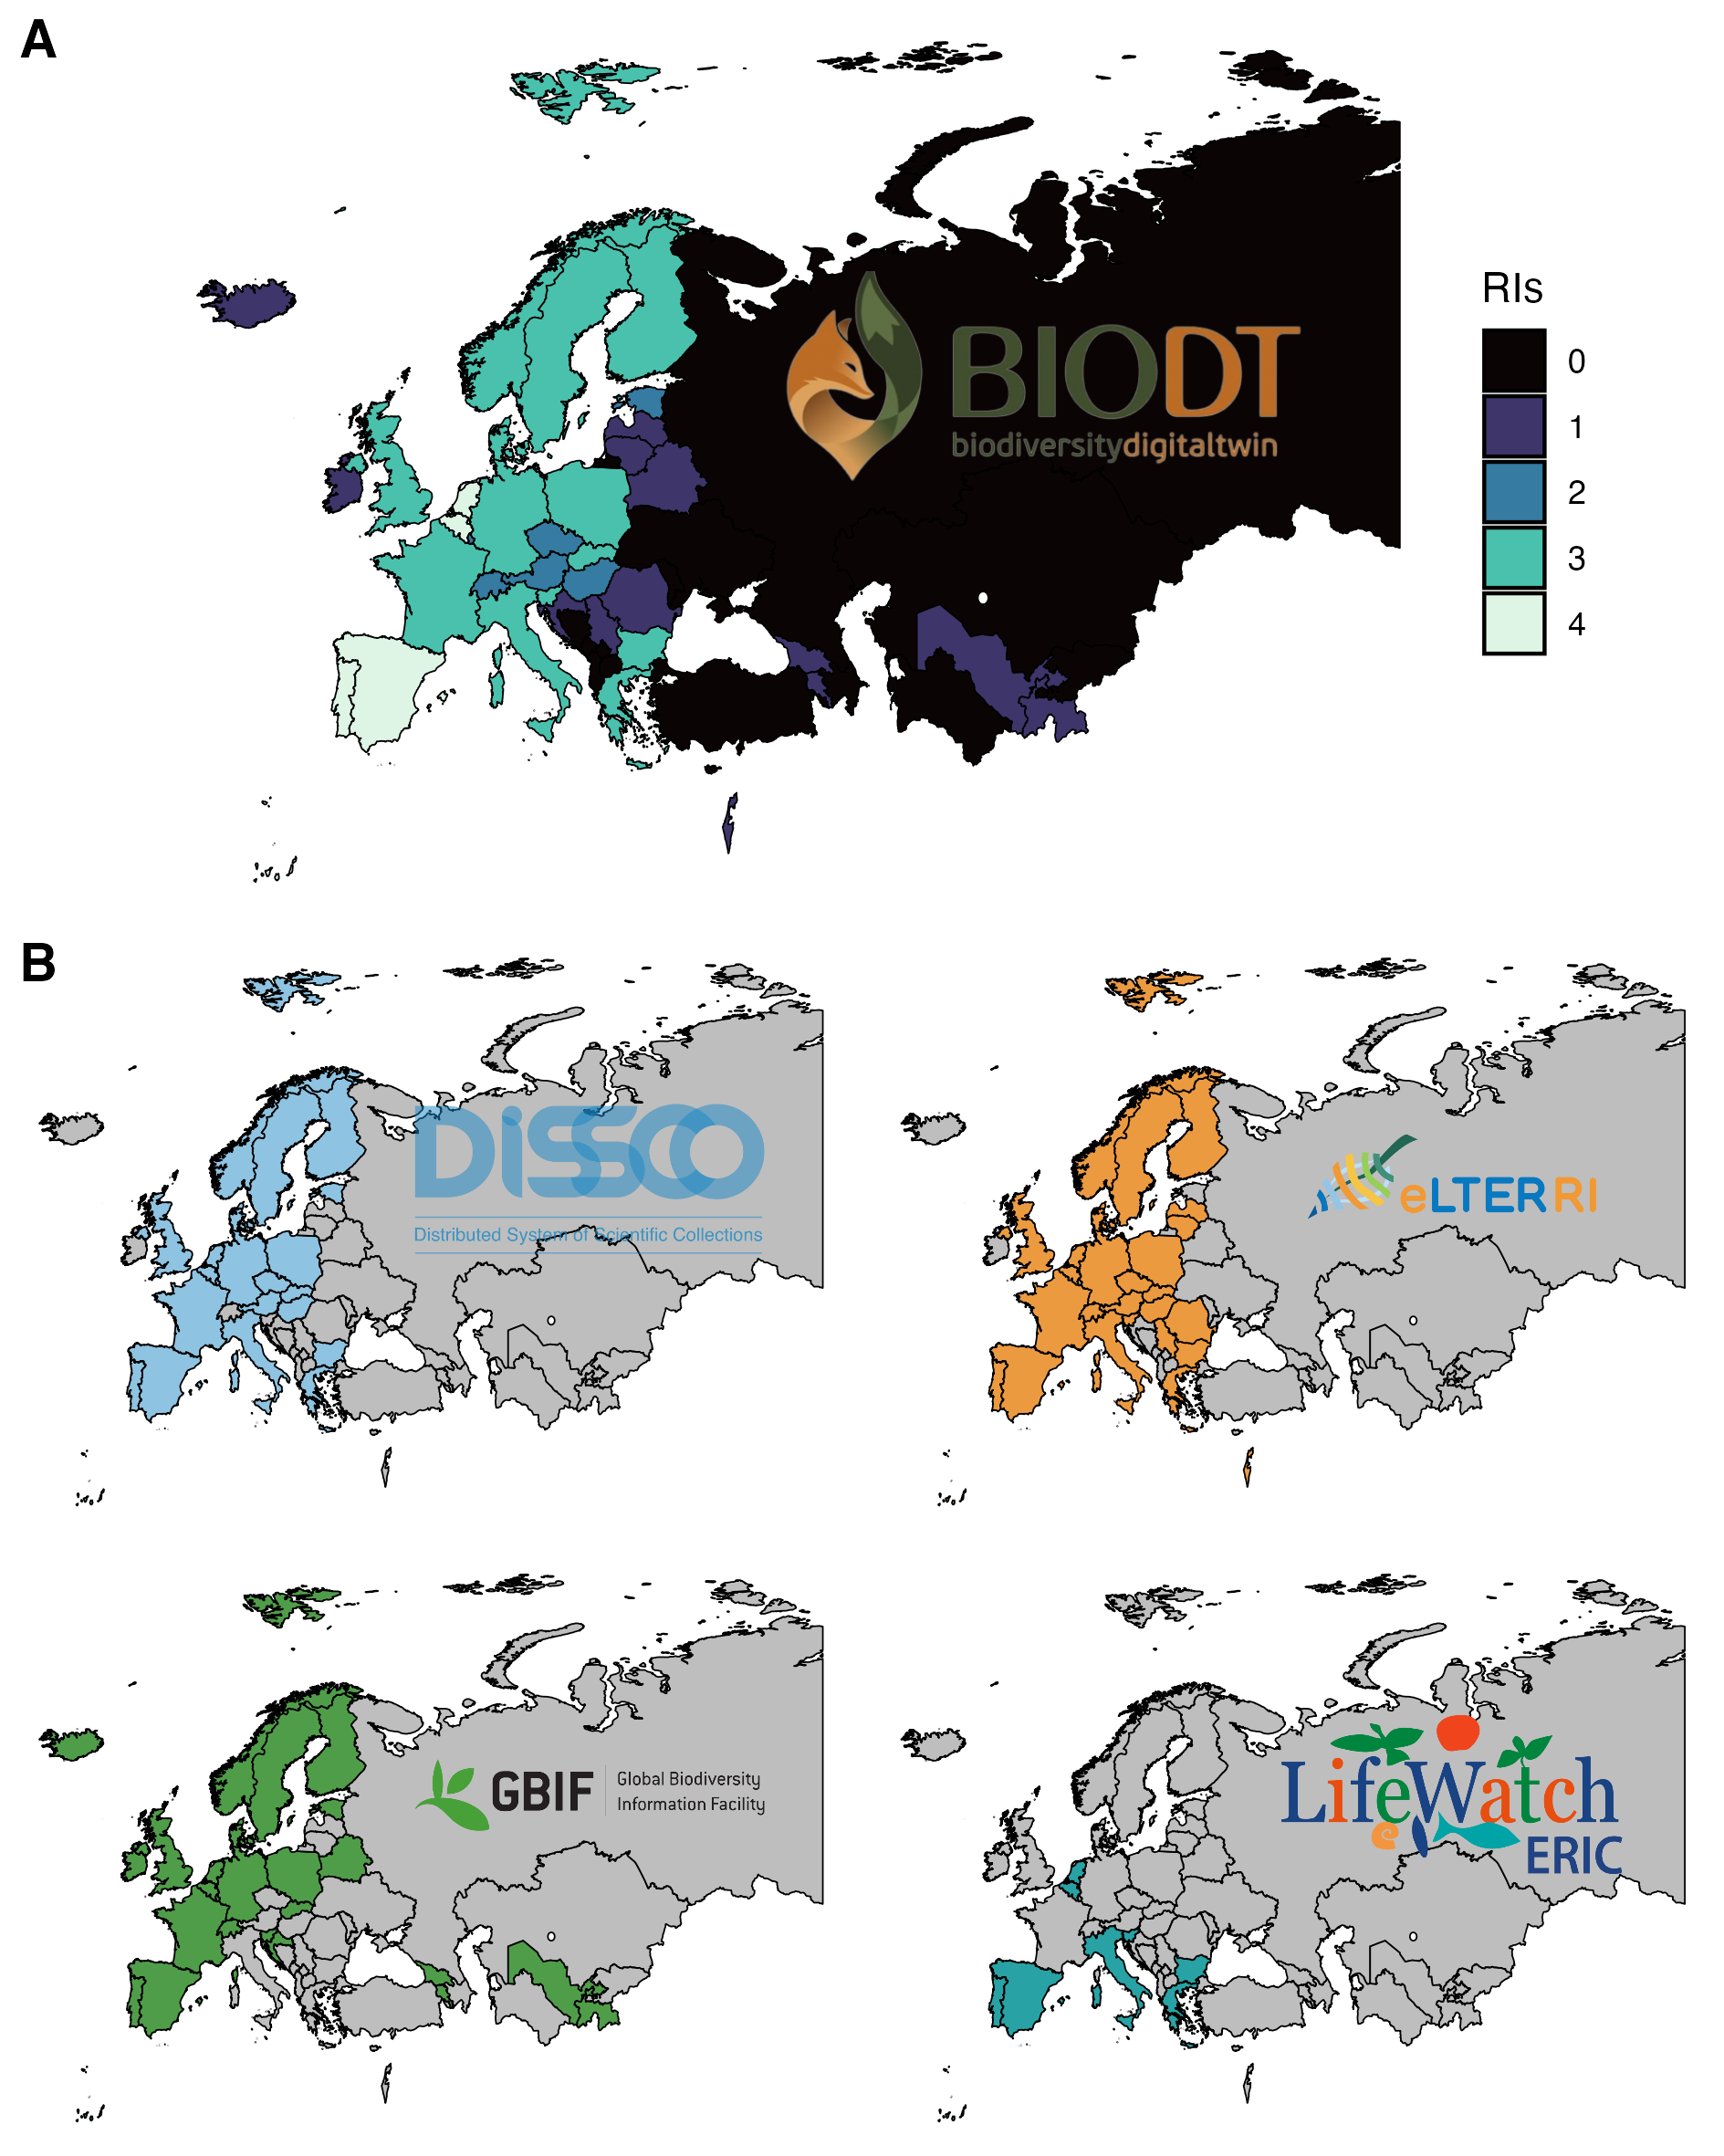 A
BIODT
biodiversitydigitaltwin
RIs
0
1
2
3
4
B
DiSSCo
Distributed System of Scientific Collections
eLTER RI
GBIF
Global Biodiversity
Information Facility
LifeWatch
ERIC